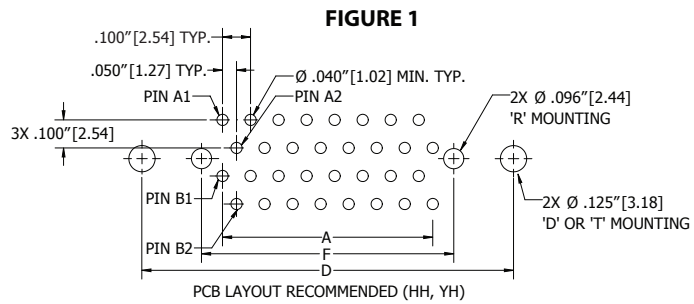 FIGURE 1
.100"[2.54] TYP.
.050"[1.27] TYP.
Ø .040"[1.02] MIN. TYP.
PIN A1
PIN A2
2X Ø .096"[2.44]
'R' MOUNTING
3X .100"[2.54]
PIN B1
2X Ø .125"[3.18]
'D' OR 'T' MOUNTING
PIN B2
A
F
D
PCB LAYOUT RECOMMENDED (HH, YH)